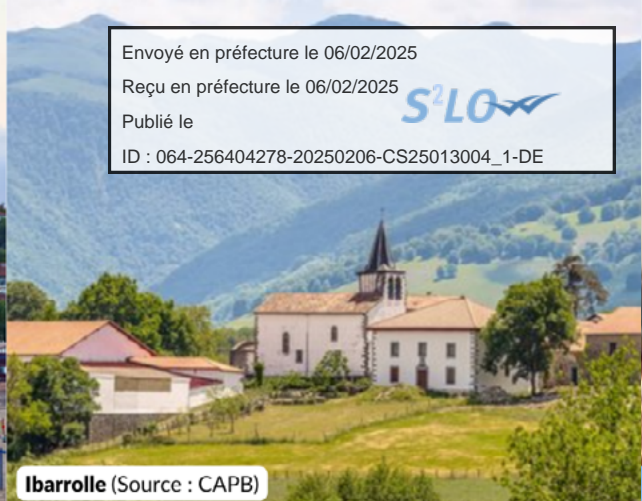 Envoyé en préfecture le 06/02/2025
Reçu en préfecture le 06/02/2025
Publié le
S²LO
ID : 064-256404278-20250206-CS25013004_1-DE
Ibarrolle (Source : CAPB)